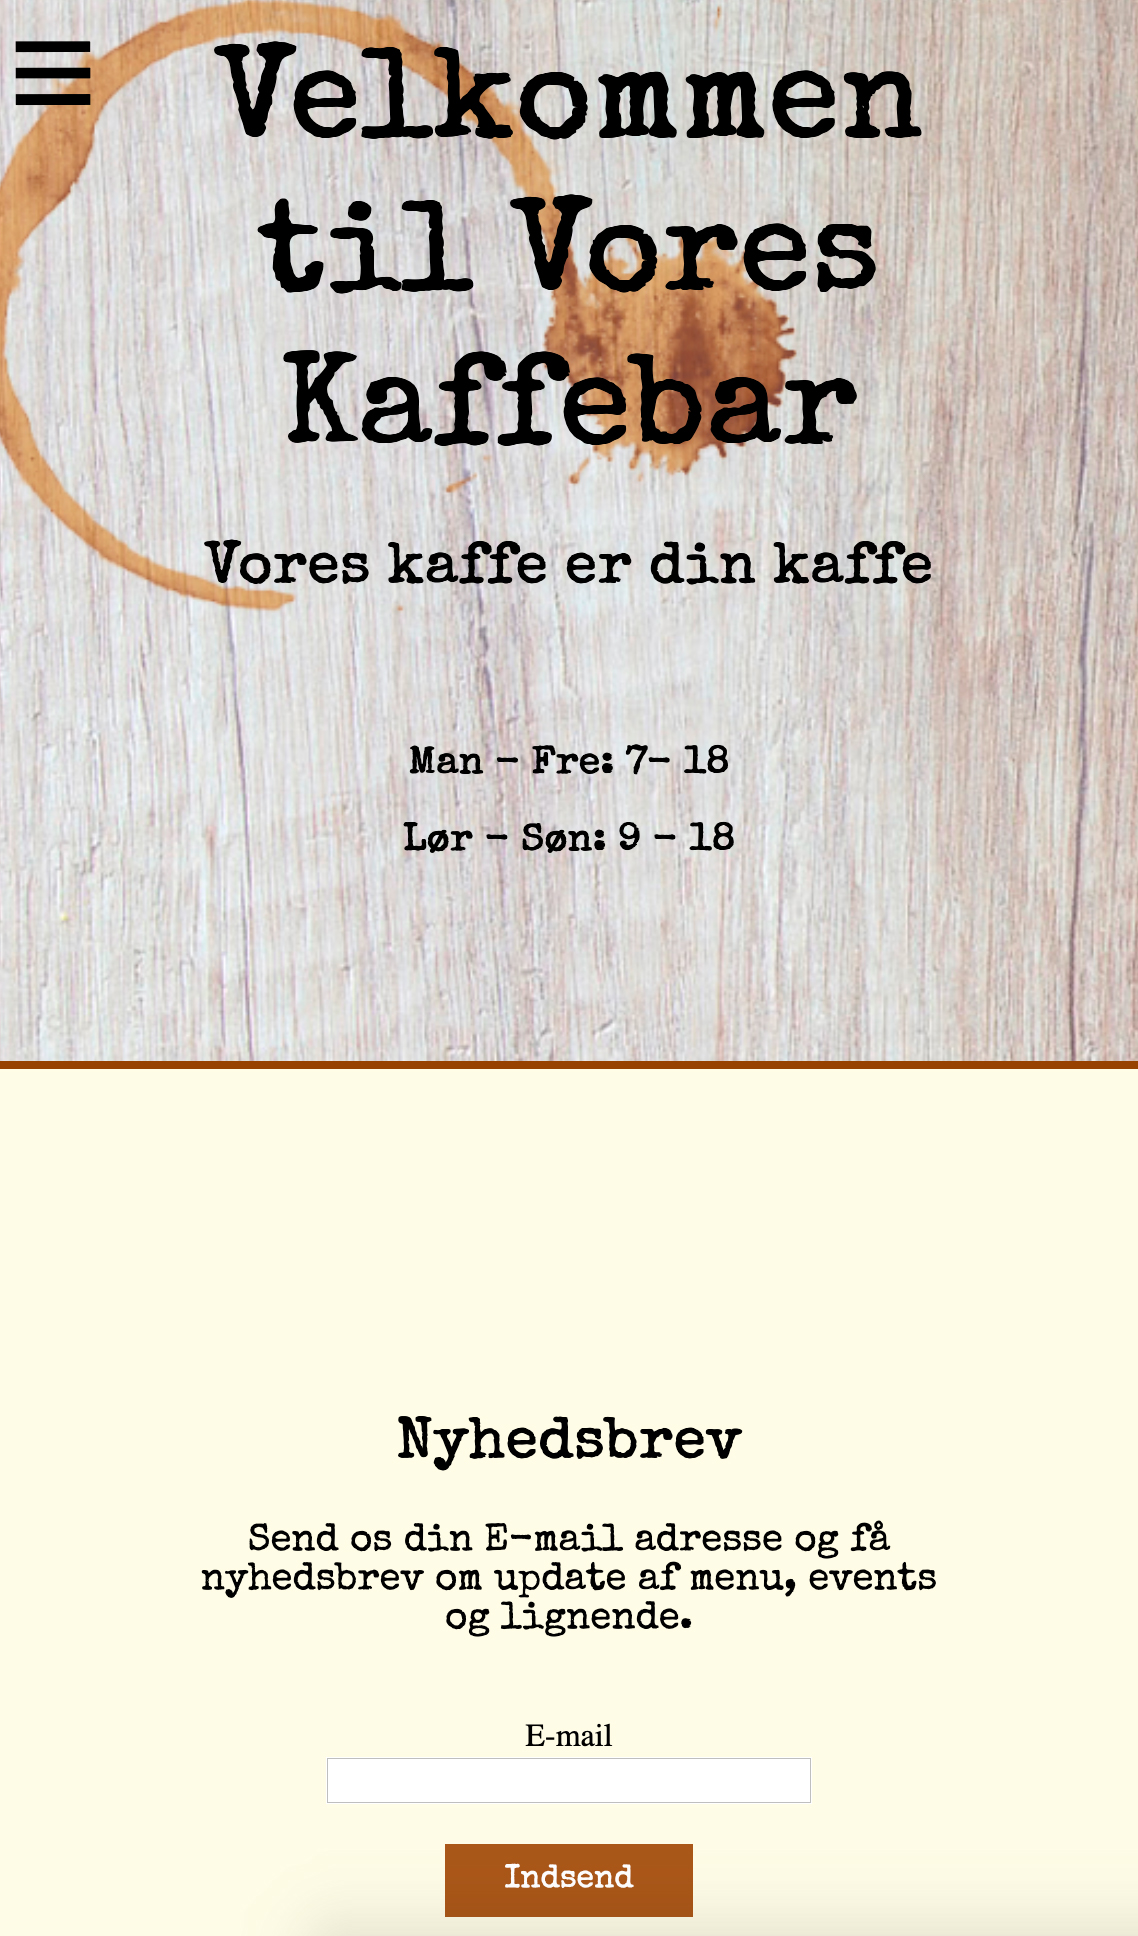 Velkommen
til Vores
Kaffebar
Vores kaffe er din kaffe
Man - Fre: 7- 18
Lør - Søn: 9 - 18
Nyhedsbrev
Send os din E-mail adresse og få
nyhedsbrev om update af menu, events
og lignende.
E-mail
Indsend